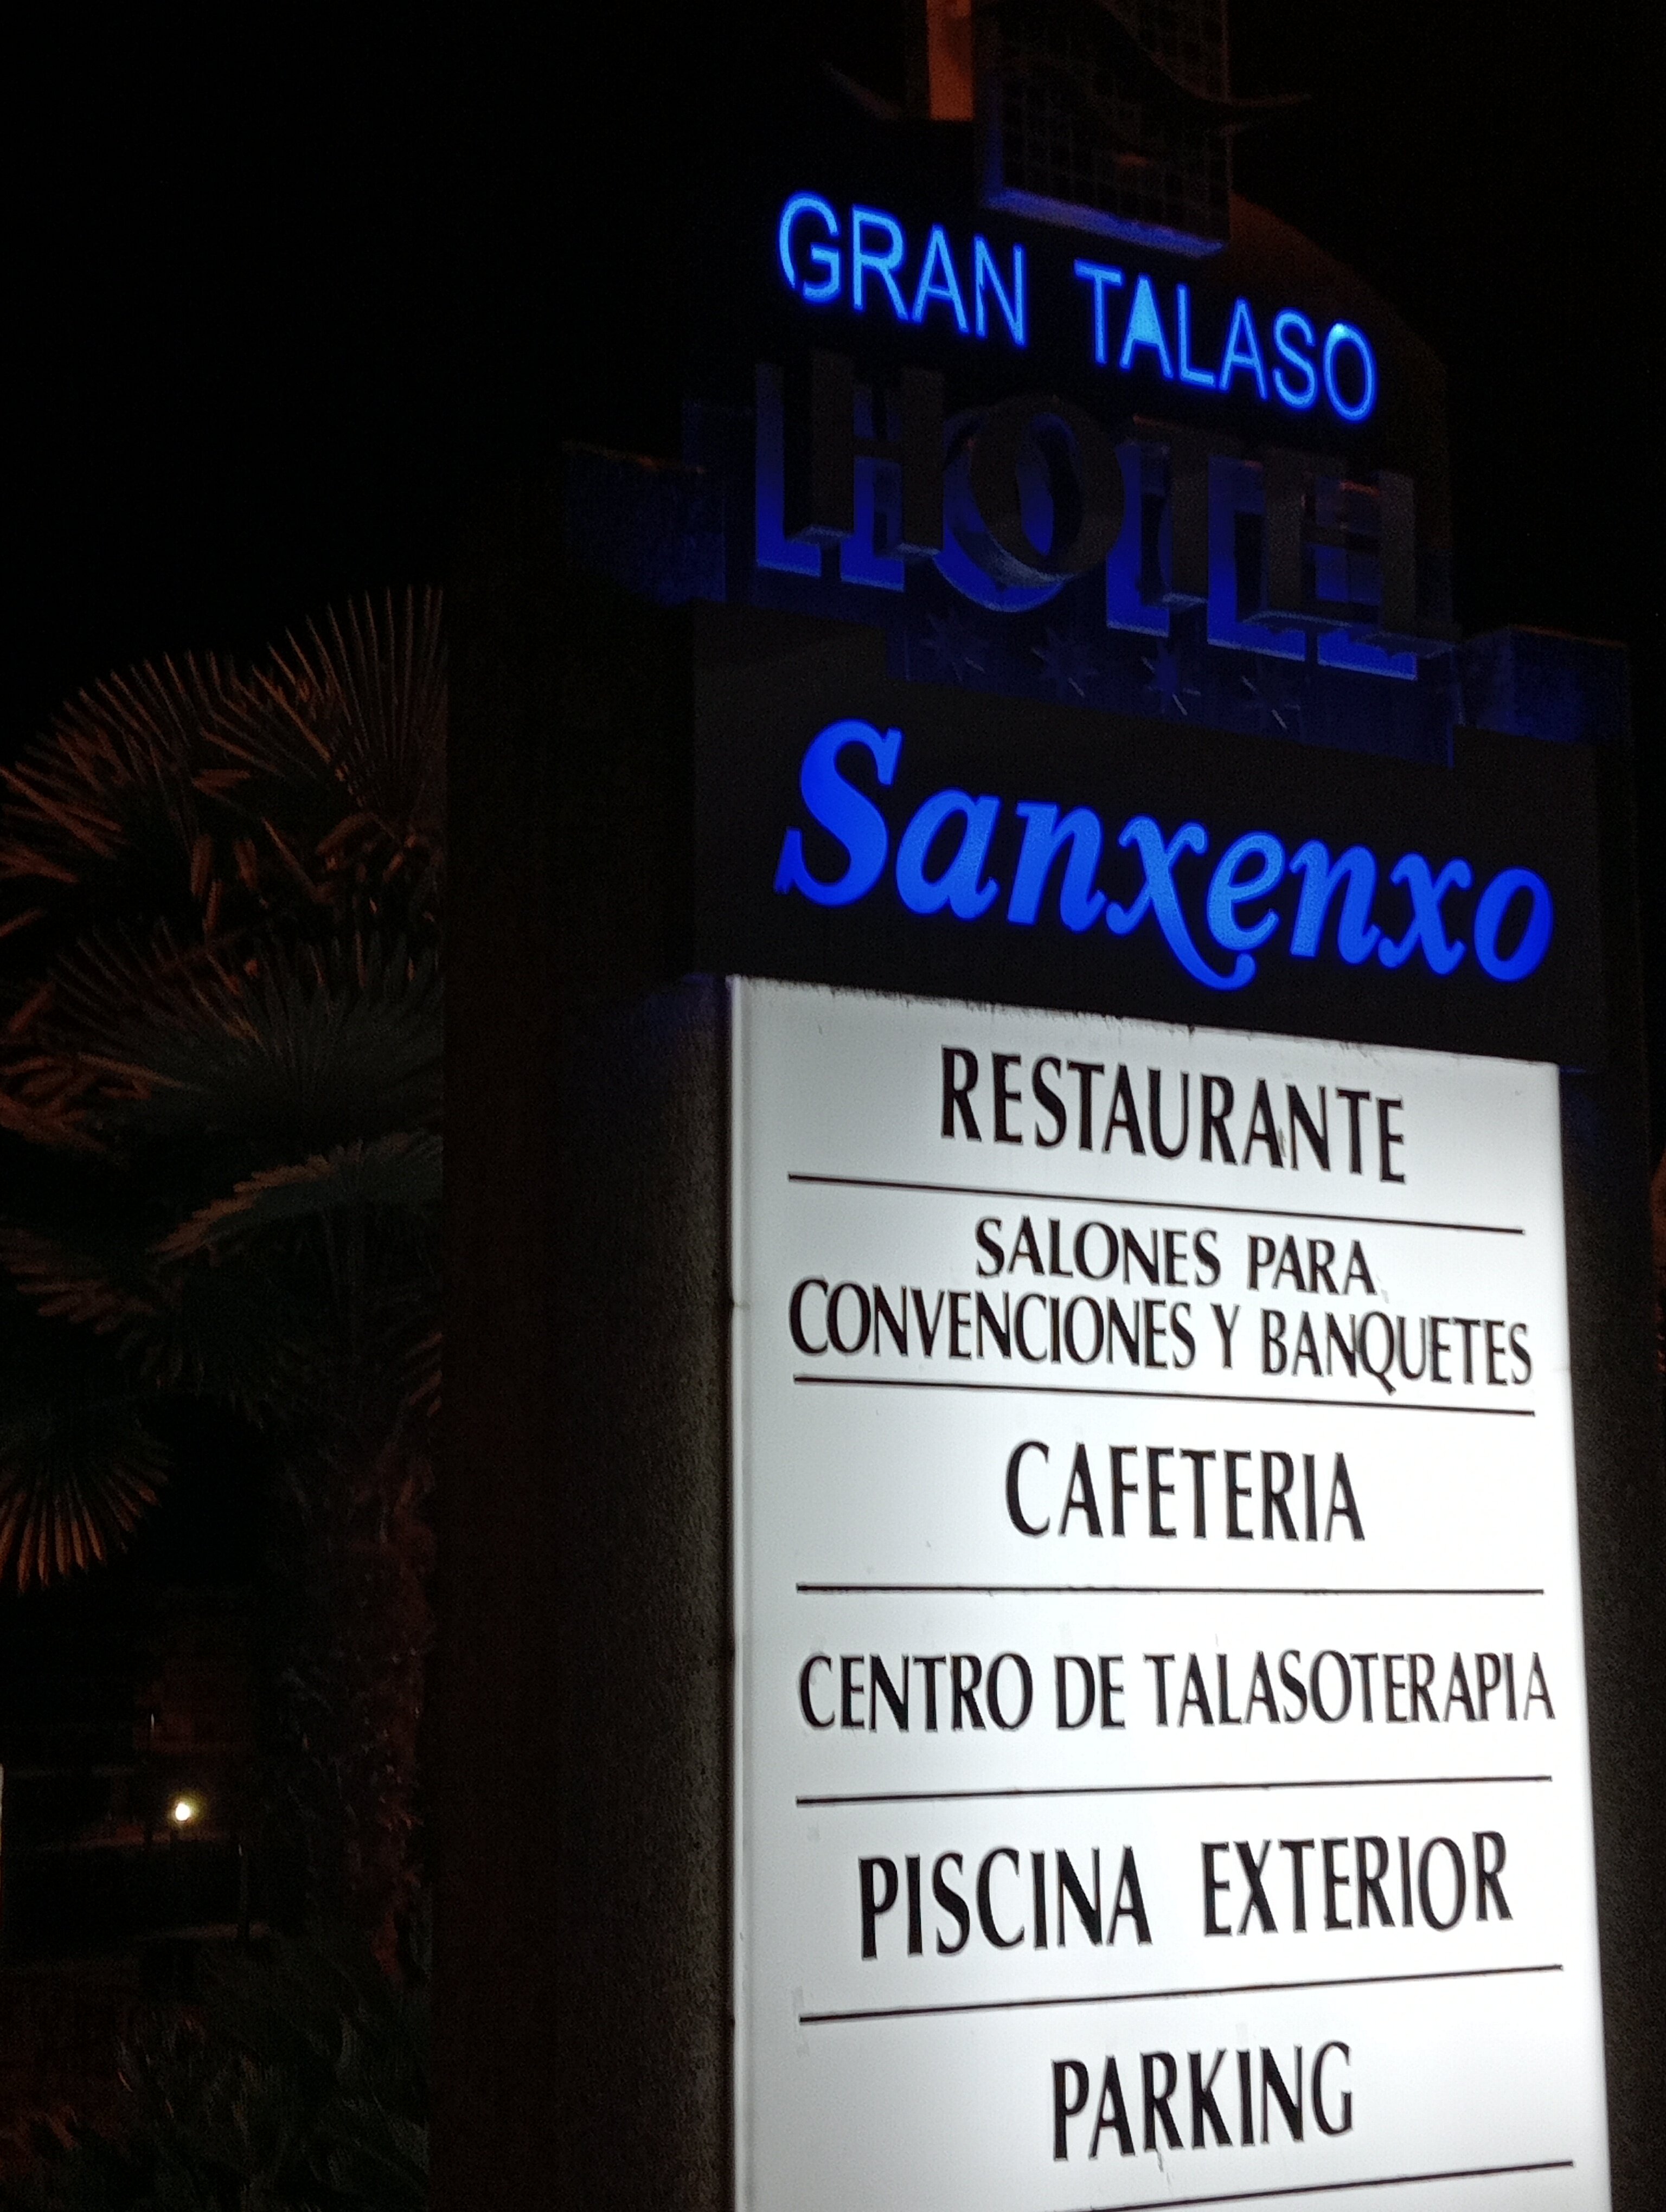 GRAN TALASO
HOTEL
Sanxenxo
RESTAURANTE
SALONES PARA
CONVENCIONES Y BANQUETES
CAFETERIA
CENTRO DE TALASOTERAPIA
PISCINA EXTERIOR
PARKING